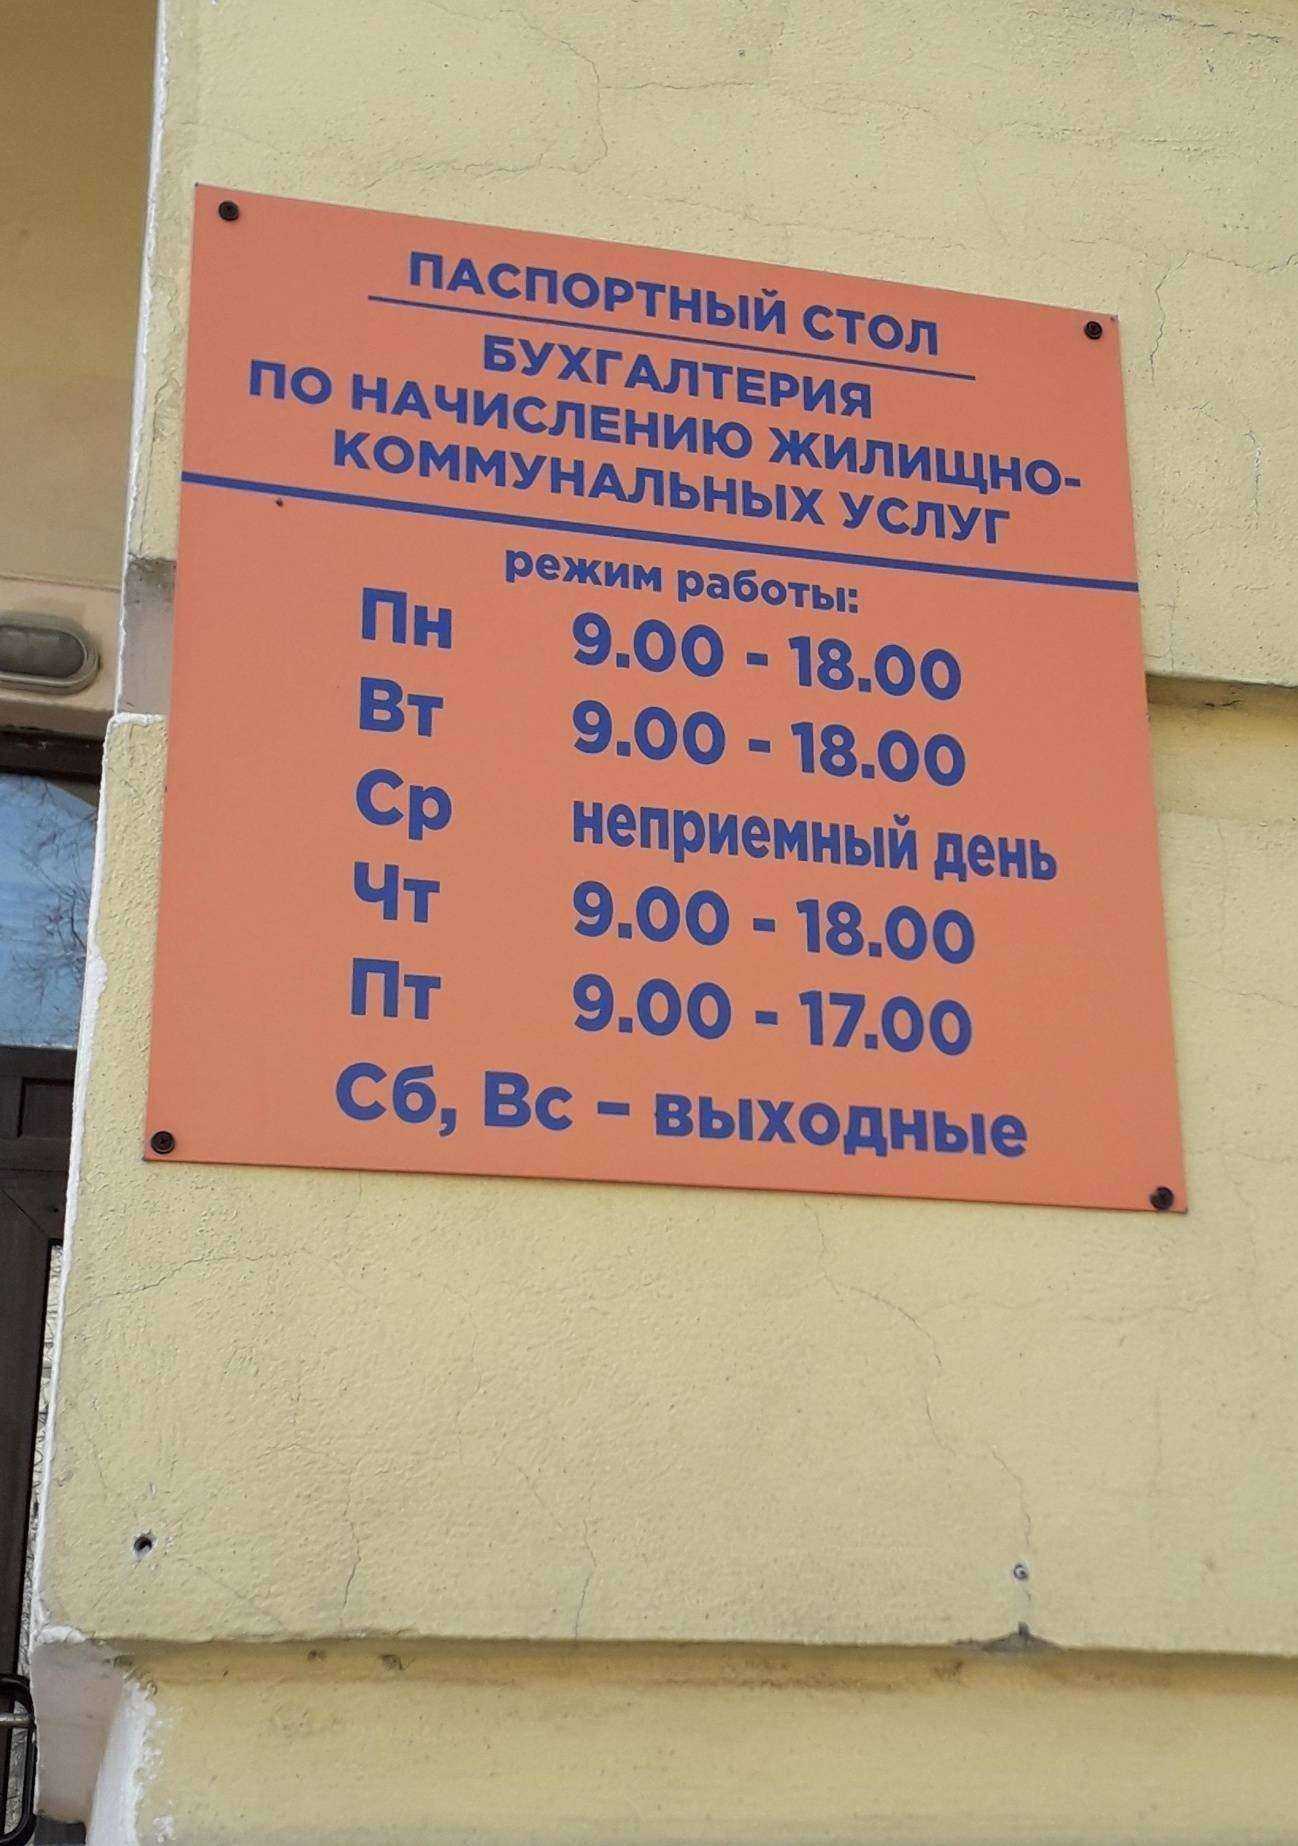 ПАСПОРТНЫЙ СТОЛ
БУХГАЛТЕРИЯ
ПО НАЧИСЛЕНИЮ ЖИЛИЩНО-
КОММУНАЛЬНЫХ УСЛУГ
режим работы:
Пн 9.00 - 18.00
Вт 9.00 - 18.00
Ср неприемный день
Чт 9.00 - 18.00
Пт 9.00 - 17.00
Сб, Вс – выходные